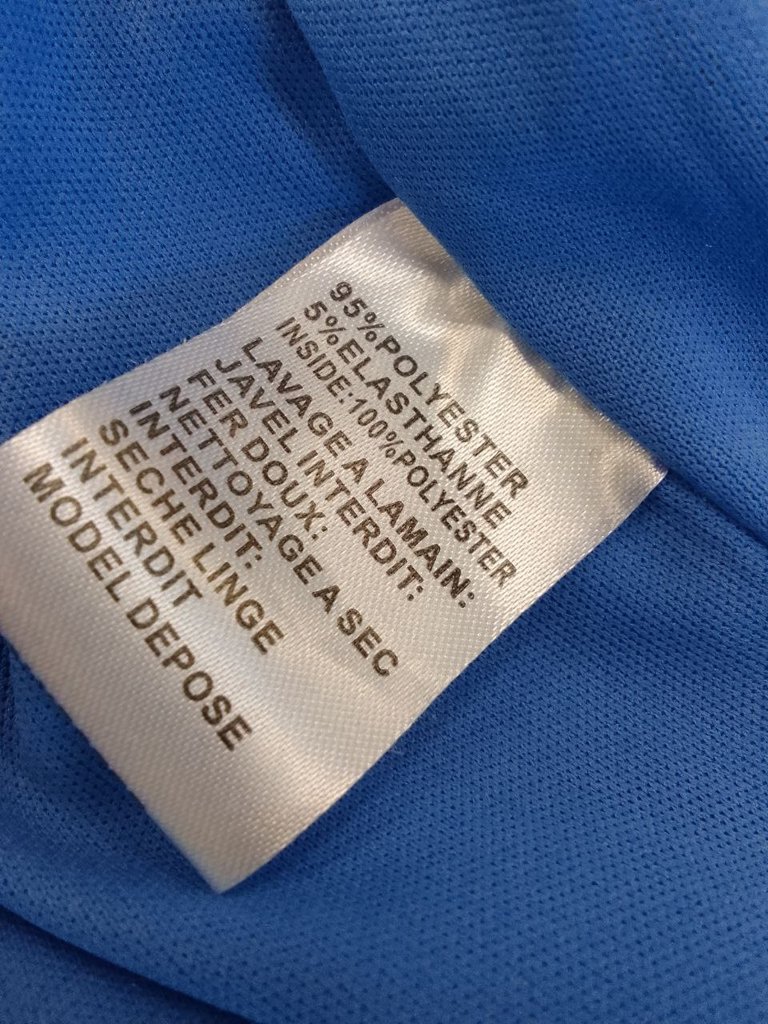 95%POLYESTER
5%ELASTHANNE
INSIDE:100%POLYESTER
LAVAGE A LAMAIN:
JAVEL INTERDIT:
FER DOUX:
NETTOYAGE A SEC
INTERDIT:
SECHE LINGE
INTERDIT
MODEL DEPOSE